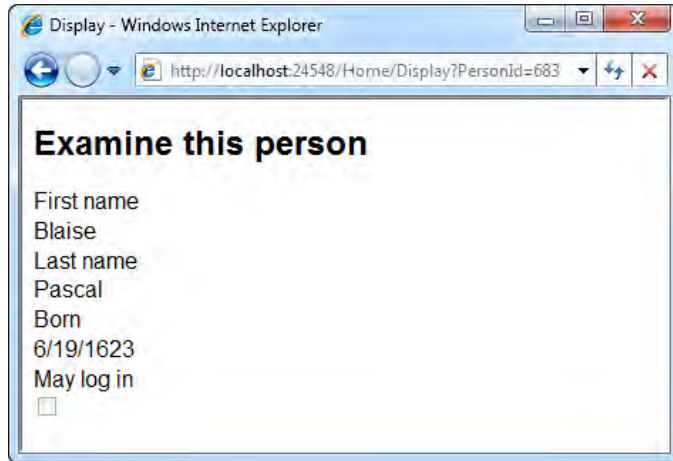 Display - Windows Internet Explorer
http://localhost:24548/Home/Display?PersonId=683
Examine this person
First name
Blaise
Last name
Pascal
Born
6/19/1623
May log in